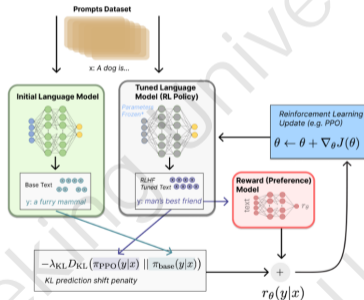 Prompts Dataset
x: A dog is...
Initial Language Model
Tuned Language
Model (RL Policy)
Reinforcement Learning
Update (e.g. PPO)
θ ← θ + ∇θJ(θ)
Base Text
y: a furry mammal
RLHF
Tuned Text
y: man's best friend
Reward (Preference)
Model
text
−λKL DKL (πPPO(y|x) || πbase(y|x))
KL prediction shift penalty
+
rθ(y|x)